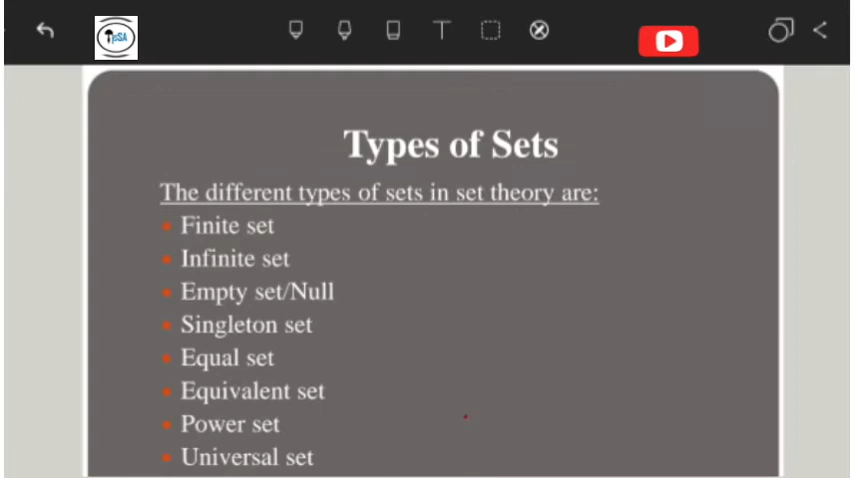 IpSA
Types of Sets
The different types of sets in set theory are:
• Finite set
• Infinite set
• Empty set/Null
• Singleton set
• Equal set
• Equivalent set
• Power set
• Universal set